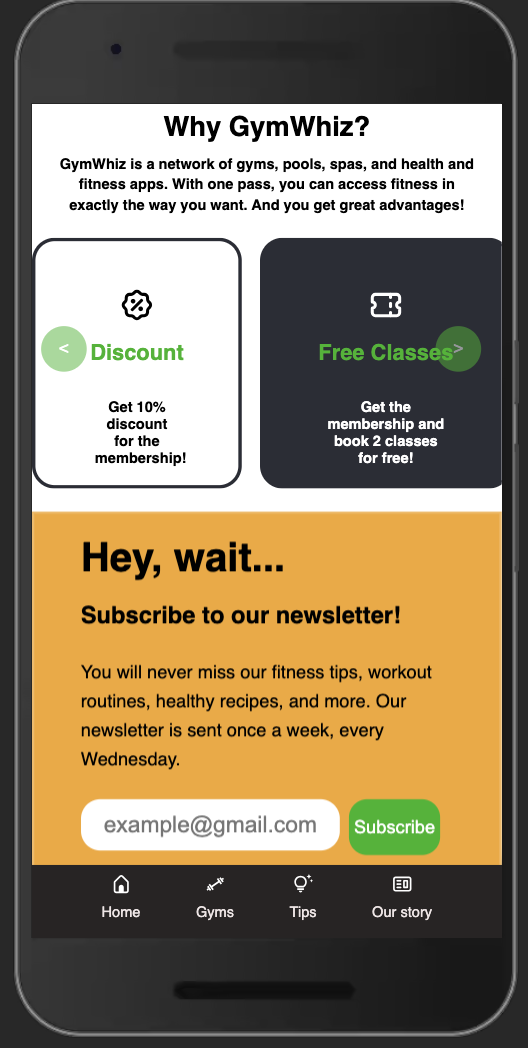 Why GymWhiz?
GymWhiz is a network of gyms, pools, spas, and health and
fitness apps. With one pass, you can access fitness in
exactly the way you want. And you get great advantages!
<
Discount
Get 10%
discount
for the
membership!
Free Classes
>
Get the
membership and
book 2 classes
for free!
Hey, wait...
Subscribe to our newsletter!
You will never miss our fitness tips, workout
routines, healthy recipes, and more. Our
newsletter is sent once a week, every
Wednesday.
example@gmail.com
Subscribe
Home
Gyms
Tips
Our story